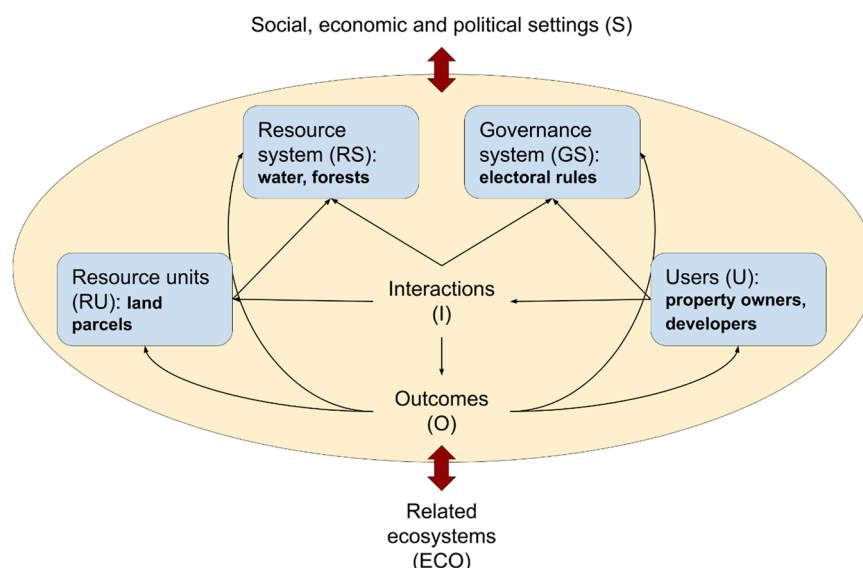 Social, economic and political settings (S)
Resource
system (RS):
water, forests
Governance
system (GS):
electoral rules
Resource units
(RU): land
parcels
Interactions
(I)
Users (U):
property owners,
developers
Outcomes
(O)
Related
ecosystems
(ECO)